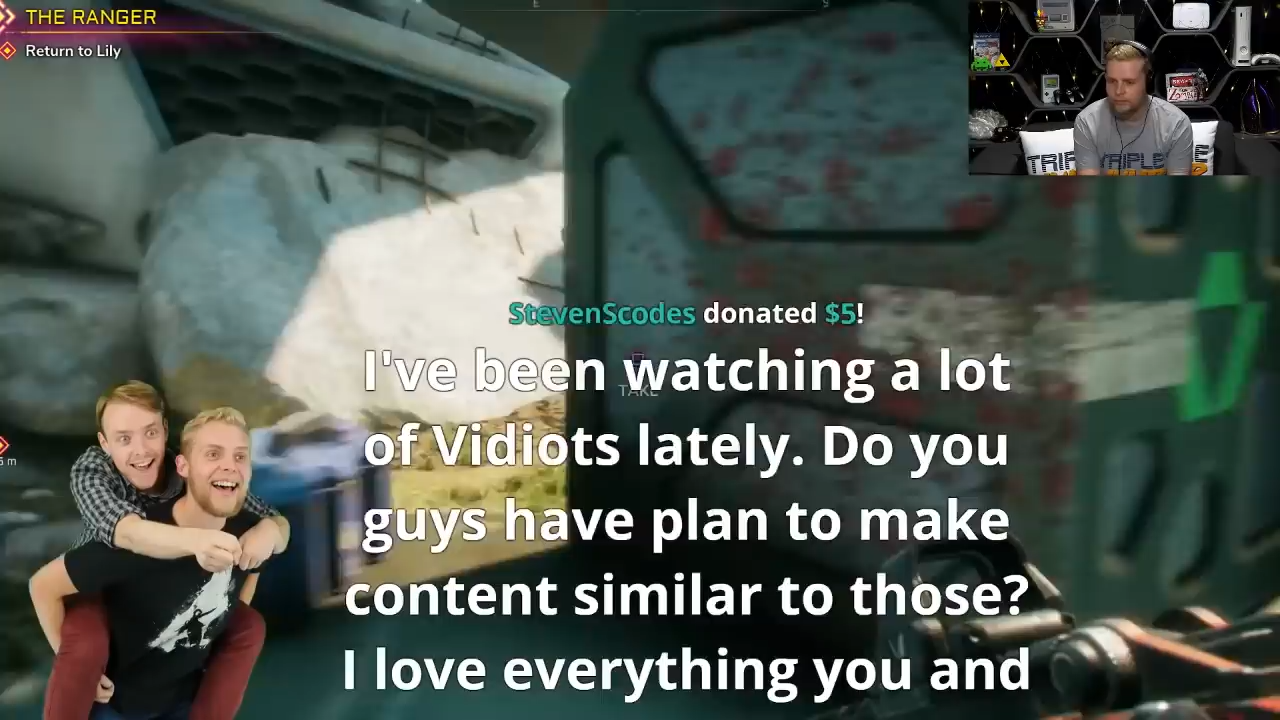 THE RANGER
Return to Lily
StevenScodes donated $5!
I've been watching a lot
TAKE
of Vidiots lately. Do you
guys have plan to make
content similar to those?
I love everything you and